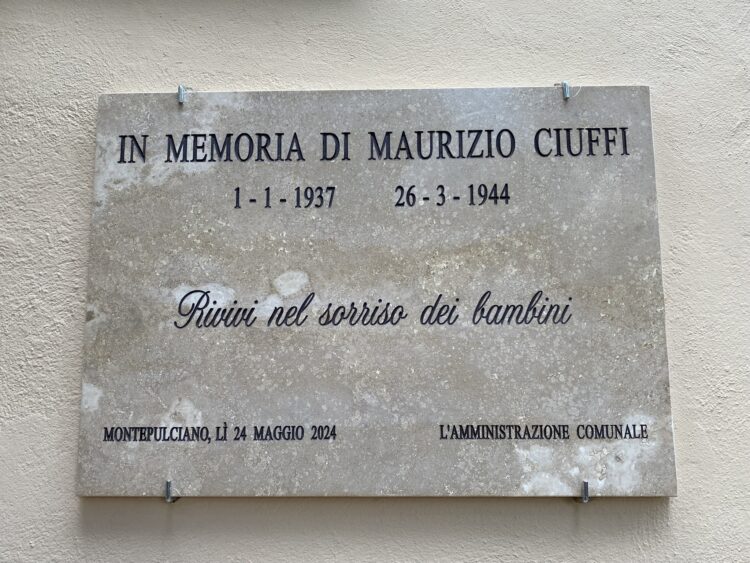 IN MEMORIA DI MAURIZIO CIUFFI
1-1-1937 26-3-1944
Rivivi nel sorriso dei bambini
MONTEPULCIANO, LÌ 24 MAGGIO 2024 L'AMMINISTRAZIONE COMUNALE